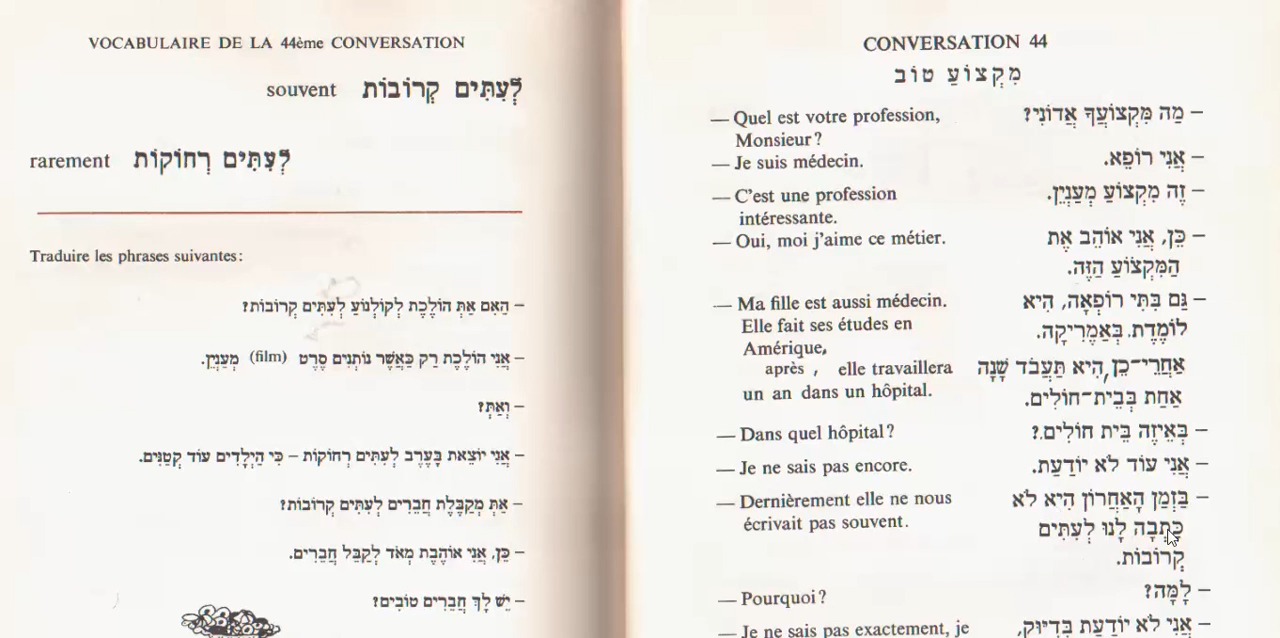 VOCABULAIRE DE LA 44ème CONVERSATION
souvent לְעִתִּים קְרוֹבוֹת
rarement לְעִתִּים רְחוֹקוֹת
Traduire les phrases suivantes:
– הַאִם אַתְּ הוֹלֶכֶת לְקוֹלְנוֹעַ לְעִתִּים קְרוֹבוֹת?
– אֲנִי הוֹלֶכֶת רַק כַּאֲשֶׁר נוֹתְנִים סֶרֶט (film) מְעַנְיֵן.
– וְאַתְּ?
– אֲנִי יוֹצֵאת בָּעֶרֶב לְעִתִּים רְחוֹקוֹת – כִּי הַיְלָדִים עוֹד קְטַנִּים.
– אַתְּ מְקַבֶּלֶת חֲבֵרִים לְעִתִּים קְרוֹבוֹת?
– כֵּן, אֲנִי אוֹהֶבֶת מְאֹד לְקַבֵּל חֲבֵרִים.
– יֵשׁ לָךְ חֲבֵרִים טוֹבִים?
CONVERSATION 44
מִקְצוֹעַ טוֹב
— Quel est votre profession,
Monsieur?
– מַה מִּקְצוֹעֲךָ אֲדוֹנִי?
— Je suis médecin.
– אֲנִי רוֹפֵא.
— C'est une profession
intéressante.
– זֶה מִקְצוֹעַ מְעַנְיֵן.
— Oui, moi j'aime ce métier.
– כֵּן, אֲנִי אוֹהֵב אֶת
הַמִּקְצוֹעַ הַזֶּה.
— Ma fille est aussi médecin.
Elle fait ses études en
Amérique,
après , elle travaillera
un an dans un hôpital.
– גַּם בִּתִּי רוֹפְאָה, הִיא
לוֹמֶדֶת. בְּאָמֶרִיקָה.
אַחֲרֵי־כֵן, הִיא תַּעֲבֹד שָׁנָה
אַחַת בְּבֵית־חוֹלִים.
— Dans quel hôpital?
– בְּאֵיזֶה בֵּית חוֹלִים.?
— Je ne sais pas encore.
– אֲנִי עוֹד לֹא יוֹדַעַת.
— Dernièrement elle ne nous
écrivait pas souvent.
– בַּזְּמַן הָאַחֲרוֹן הִיא לֹא
כָּתְבָה לָנוּ לְעִתִּים
קְרוֹבוֹת.
— Pourquoi?
– לָמָּה?
— Je ne sais pas exactement, je
– אֲנִי לֹא יוֹדַעַת בְּדִיּוּק,